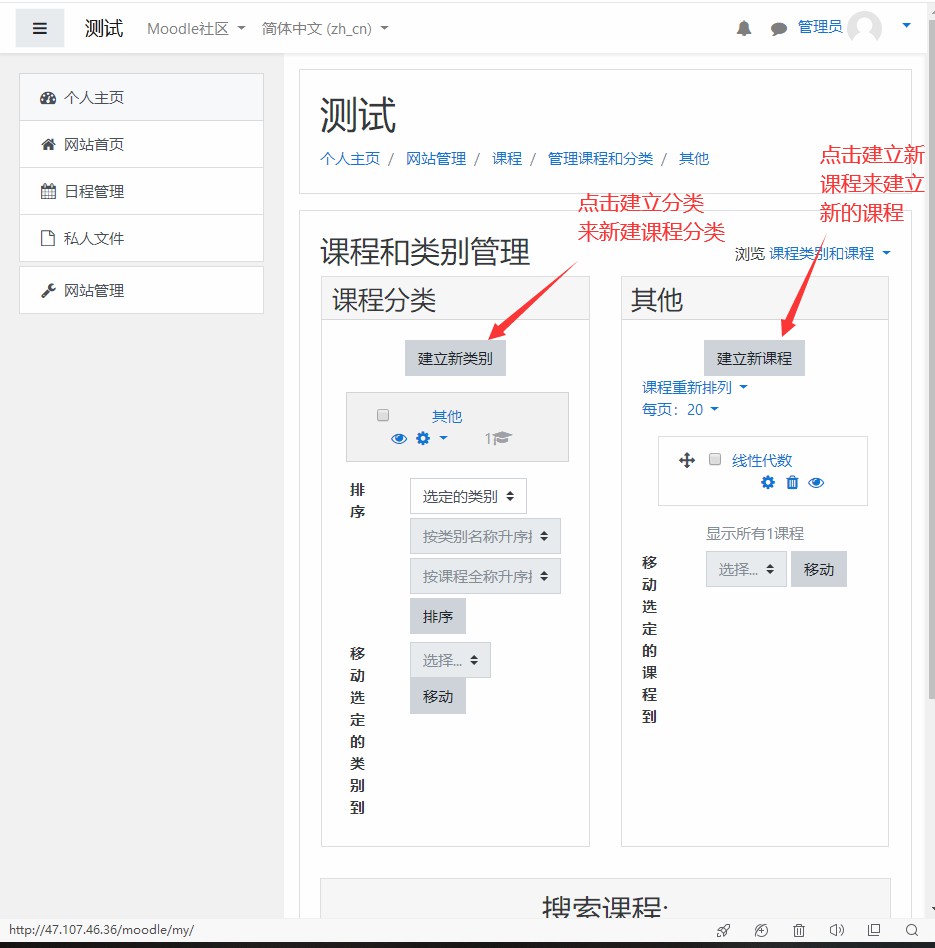 测试 Moodle社区 简体中文 (zh_cn) 管理员
个人主页
网站首页
日程管理
私人文件
网站管理
测试
个人主页 / 网站管理 / 课程 / 管理课程和分类 / 其他
点击建立新
课程来建立
新的课程
点击建立分类
来新建课程分类
课程和类别管理
浏览 课程类别和课程
课程分类
建立新类别
其他
1
排序
选定的类别
按类别名称升序排
按课程全称升序排
排序
移动选定的类别到
选择...
移动
其他
建立新课程
课程重新排列
每页：20
线性代数
显示所有1课程
移动选定的课程到
选择...
移动
搜索课程:
http://47.107.46.36/moodle/my/